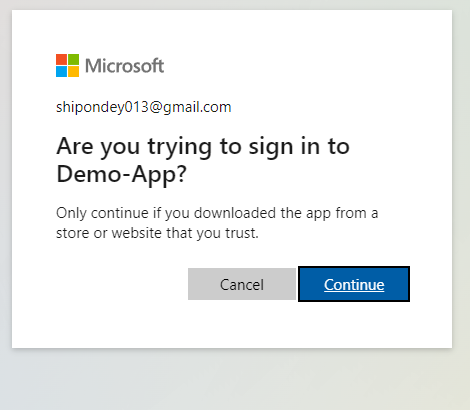 Microsoft
shipondey013@gmail.com
Are you trying to sign in to
Demo-App?
Only continue if you downloaded the app from a
store or website that you trust.
Cancel
Continue